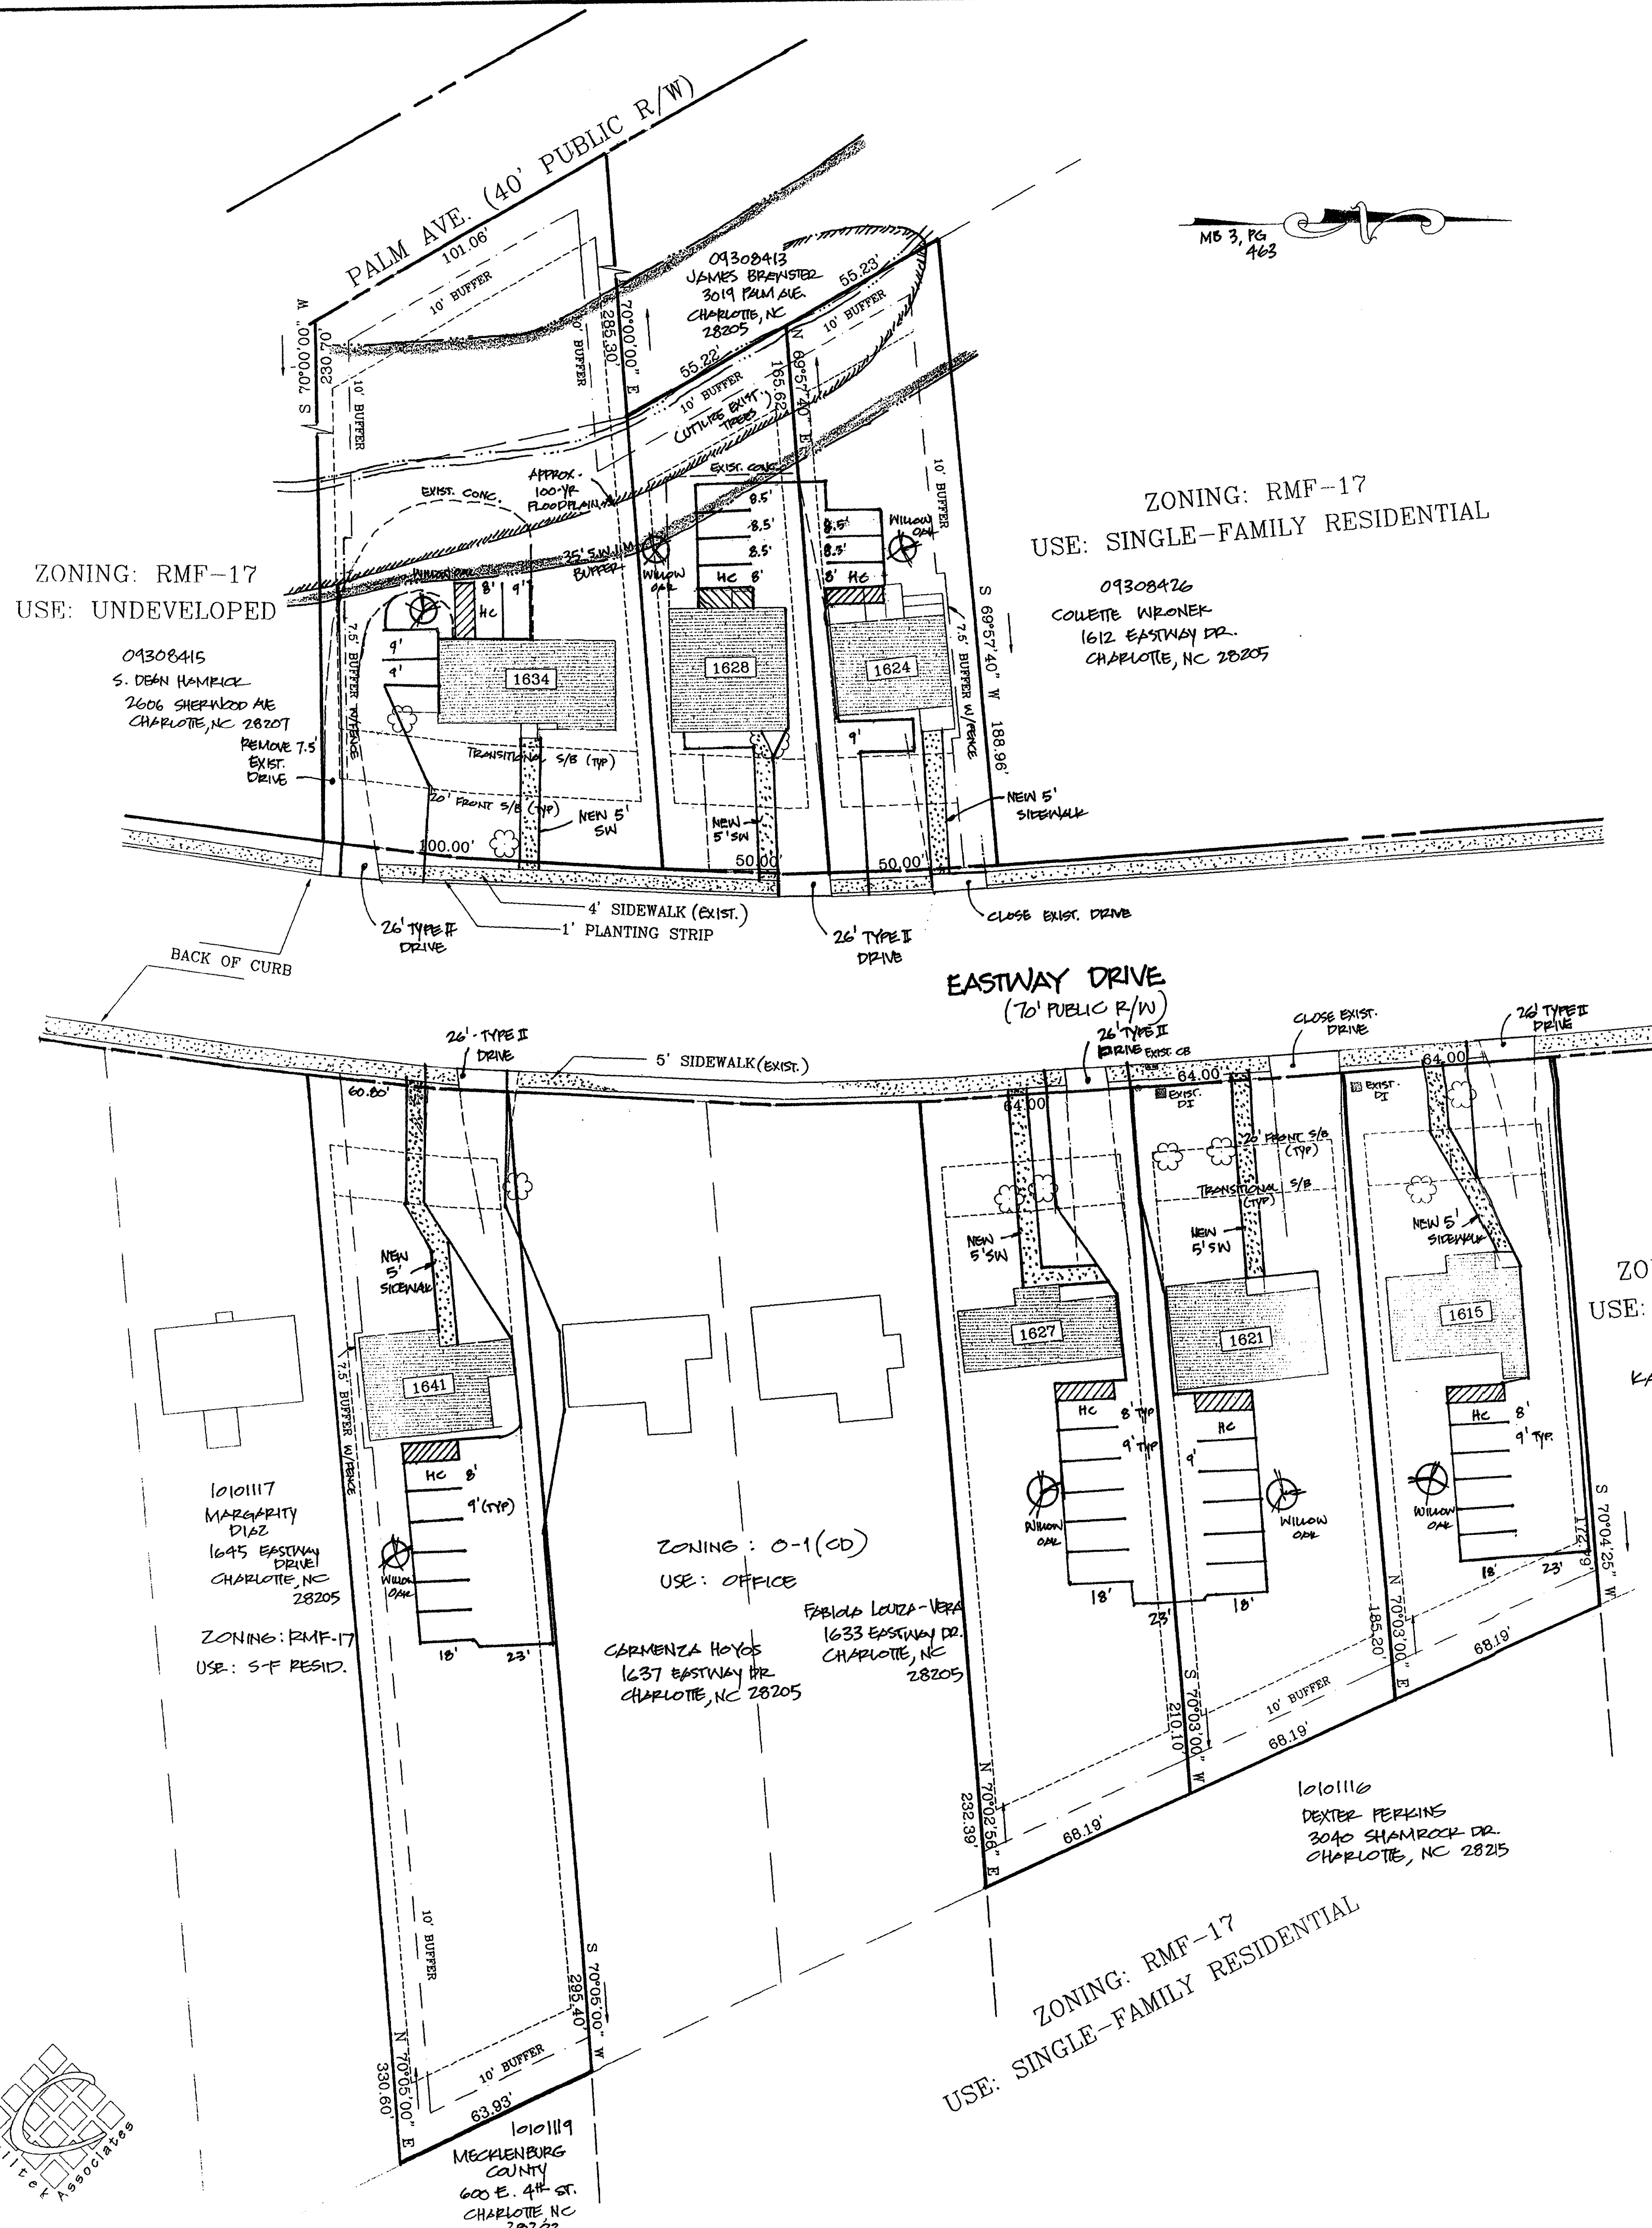 PALM AVE. (40' PUBLIC R/W)
101.06'
10' BUFFER
MB 3, PG
463
09308413
JAMES BREWSTER
3019 PALM AVE.
CHARLOTTE, NC
28205
55.23'
10' BUFFER
S 70°00'00" W
230.70'
10' BUFFER
10' BUFFER
N 70°00'00" E
285.30'
55.22'
10' BUFFER
(UTILIZE EXIST.
TREES)
N 69°57'40" E
165.62'
10' BUFFER
EXIST. CONC.
APPROX.
100-YR
FLOODPLAIN
EXIST. CONC.
35' S.W.I.M.
BUFFER
WILLOW OAK
WILLOW
OAK
WILLOW
OAK
8.5'
8.5'
8.5'
HC 8'
8.5'
8.5'
8' HC
8' 9'
HC
9'
9'
1634
1628
1624
9'
ZONING: RMF-17
USE: UNDEVELOPED
09308415
S. DEAN HAMRICK
2606 SHERWOOD AVE
CHARLOTTE, NC 28207
REMOVE 7.5'
EXIST.
DRIVE
7.5' BUFFER W/FENCE
TRANSITIONAL S/B (TYP)
20' FRONT S/B (TYP)
NEW 5'
SW
NEW
5' SW
7.5' BUFFER W/FENCE
S 69°57'40" W 188.96'
NEW 5'
SIDEWALK
ZONING: RMF-17
USE: SINGLE-FAMILY RESIDENTIAL
09308426
COLLETTE WRONEK
1612 EASTWAY DR.
CHARLOTTE, NC 28205
100.00'
50.00'
50.00'
26' TYPE II
DRIVE
4' SIDEWALK (EXIST.)
1' PLANTING STRIP
26' TYPE II
DRIVE
CLOSE EXIST. DRIVE
BACK OF CURB
EASTWAY DRIVE
(70' PUBLIC R/W)
26'-TYPE II
DRIVE
5' SIDEWALK (EXIST.)
26' TYPE II
DRIVE
EXIST. CB
CLOSE EXIST.
DRIVE
26' TYPE II
DRIVE
60.80'
64.00
64.00
64.00
EXIST.
DI
EXIST.
DI
20' FRONT S/B
(TYP)
TRANSITIONAL S/B
(TYP)
NEW
5'
SIDEWALK
NEW
5' SW
NEW
5' SW
NEW 5'
SIDEWALK
ZO
USE:
KA
1641
1627
1621
1615
7.5' BUFFER W/FENCE
HC 8'
9' (TYP)
WILLOW
OAK
18' 23'
HC 8' TYP
9' TYP
WILLOW
OAK
18'
23'
HC
9'
WILLOW
OAK
18'
HC 8'
9' TYP.
WILLOW
OAK
18' 23'
10101117
MARGARITY
DIAZ
1645 EASTWAY
DRIVE
CHARLOTTE, NC
28205
ZONING: RMF-17
USE: S-F RESID.
ZONING: O-1(CD)
USE: OFFICE
CARMENZA HOYOS
1637 EASTWAY DR
CHARLOTTE, NC 28205
FABIOLA LOUZA-VERA
1633 EASTWAY DR.
CHARLOTTE, NC
28205
S 70°04'25" W
172.99'
N 70°03'00" E
185.20'
S 70°03'00" W
210.10'
N 70°02'56" E
232.39'
68.19'
10' BUFFER
68.19'
68.19'
10101116
DEXTER PERKINS
3040 SHAMROCK DR.
CHARLOTTE, NC 28215
ZONING: RMF-17
USE: SINGLE-FAMILY RESIDENTIAL
10' BUFFER
S 70°05'00" W
295.40'
N 70°05'00" E
330.60'
10' BUFFER
63.93'
10101119
MECKLENBURG
COUNTY
600 E. 4TH ST.
CHARLOTTE, NC
28202
Associates